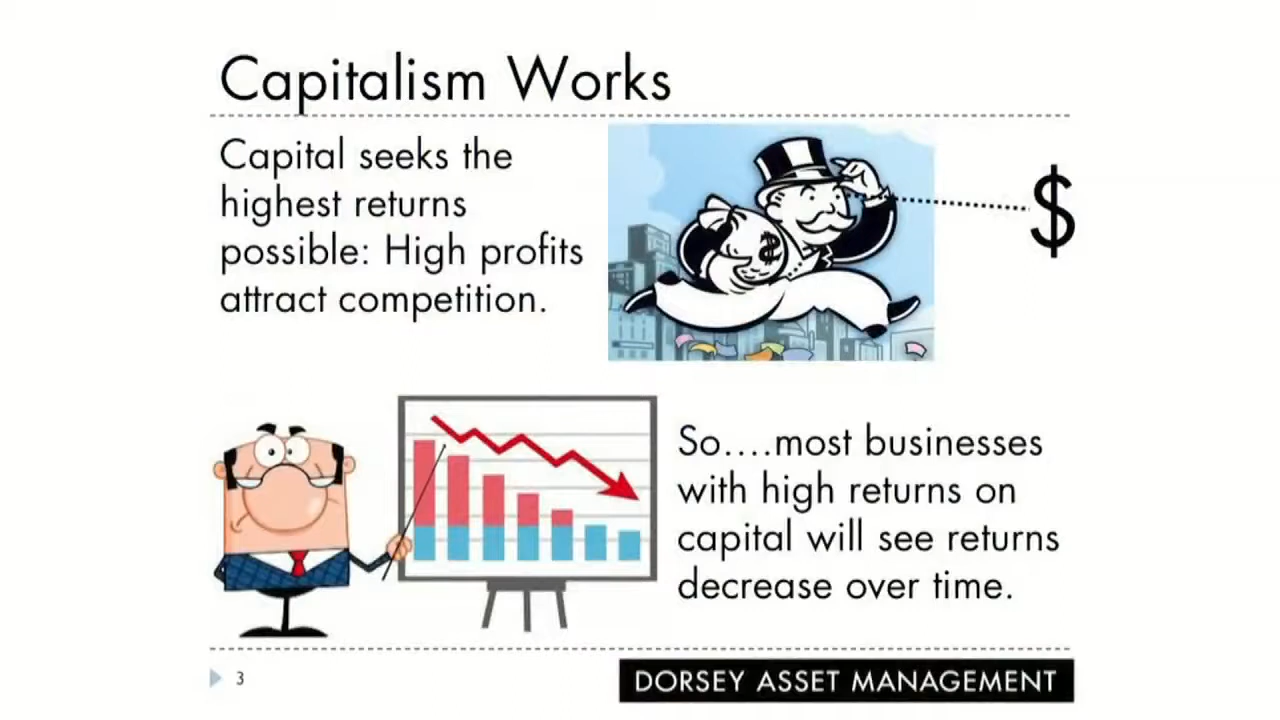 Capitalism Works
Capital seeks the
highest returns
possible: High profits
attract competition.
$
$
So....most businesses
with high returns on
capital will see returns
decrease over time.
3
DORSEY ASSET MANAGEMENT